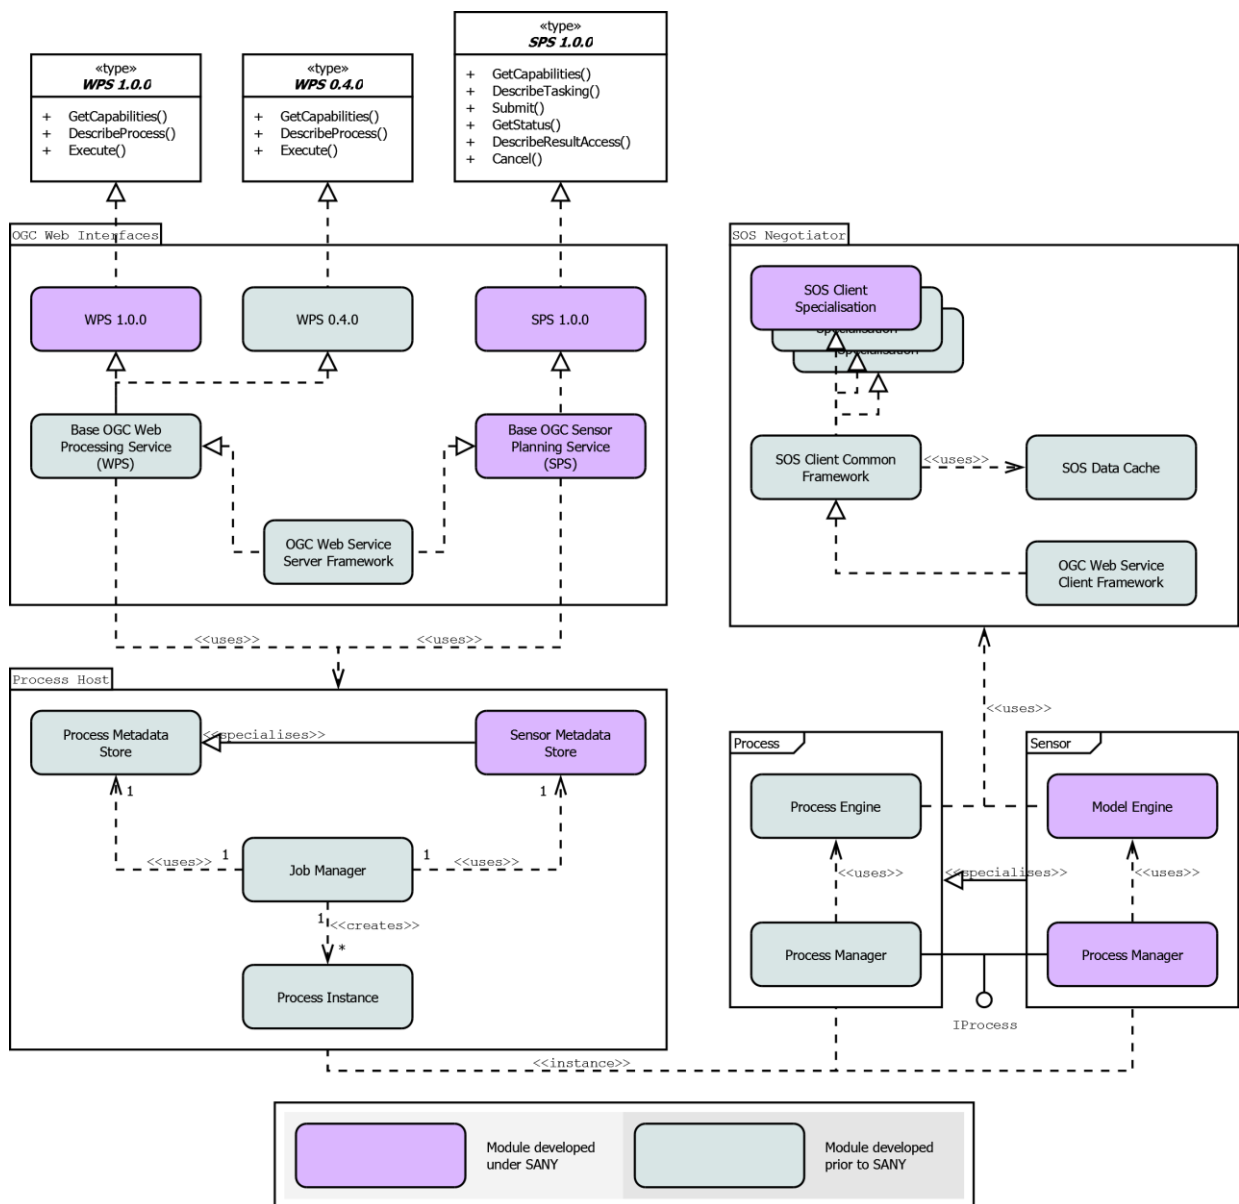 «type»
WPS 1.0.0
+ GetCapabilities()
+ DescribeProcess()
+ Execute()
«type»
WPS 0.4.0
+ GetCapabilities()
+ DescribeProcess()
+ Execute()
«type»
SPS 1.0.0
+ GetCapabilities()
+ DescribeTasking()
+ Submit()
+ GetStatus()
+ DescribeResultAccess()
+ Cancel()
OGC Web Interfaces
WPS 1.0.0
WPS 0.4.0
SPS 1.0.0
Base OGC Web
Processing Service
(WPS)
Base OGC Sensor
Planning Service
(SPS)
OGC Web Service
Server Framework
<<uses>>
<<uses>>
SOS Negotiator
SOS Client
Specialisation
Specialisation
Specialisation
SOS Client Common
Framework
<<uses>>
SOS Data Cache
OGC Web Service
Client Framework
<<uses>>
Process Host
Process Metadata
Store
<<specialises>>
Sensor Metadata
Store
1
1
<<uses>>
1
Job Manager
1
<<uses>>
1
<<creates>>
*
Process Instance
Process
Process Engine
<<uses>>
Process Manager
<<specialises>>
Sensor
Model Engine
<<uses>>
Process Manager
IProcess
<<instance>>
Module developed
under SANY
Module developed
prior to SANY